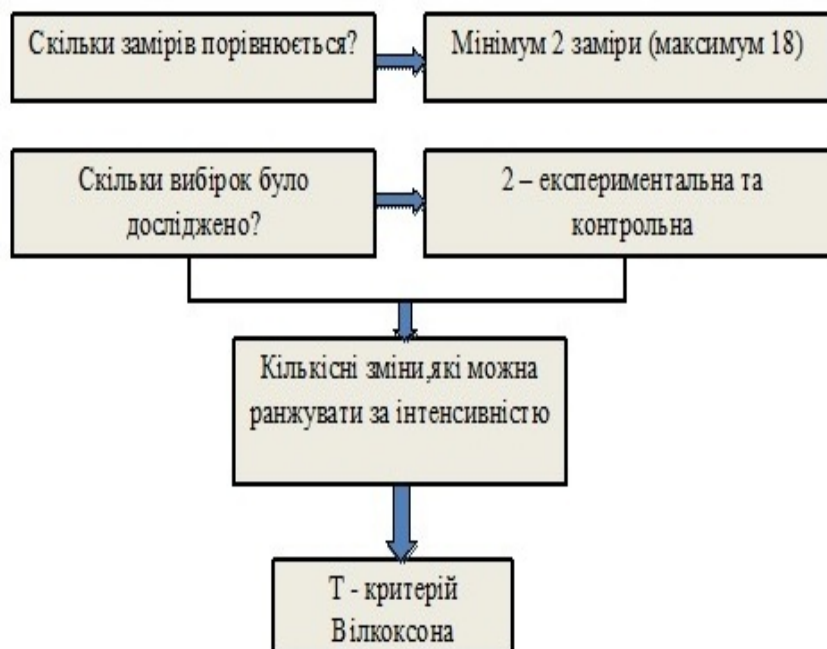 Скільки замірів порівнюється?
Мінімум 2 заміри (максимум 18)
Скільки вибірок було
досліджено?
2 – експериментальна та
контрольна
Кількісні зміни,які можна
ранжувати за інтенсивністю
Т - критерій
Вілкоксона